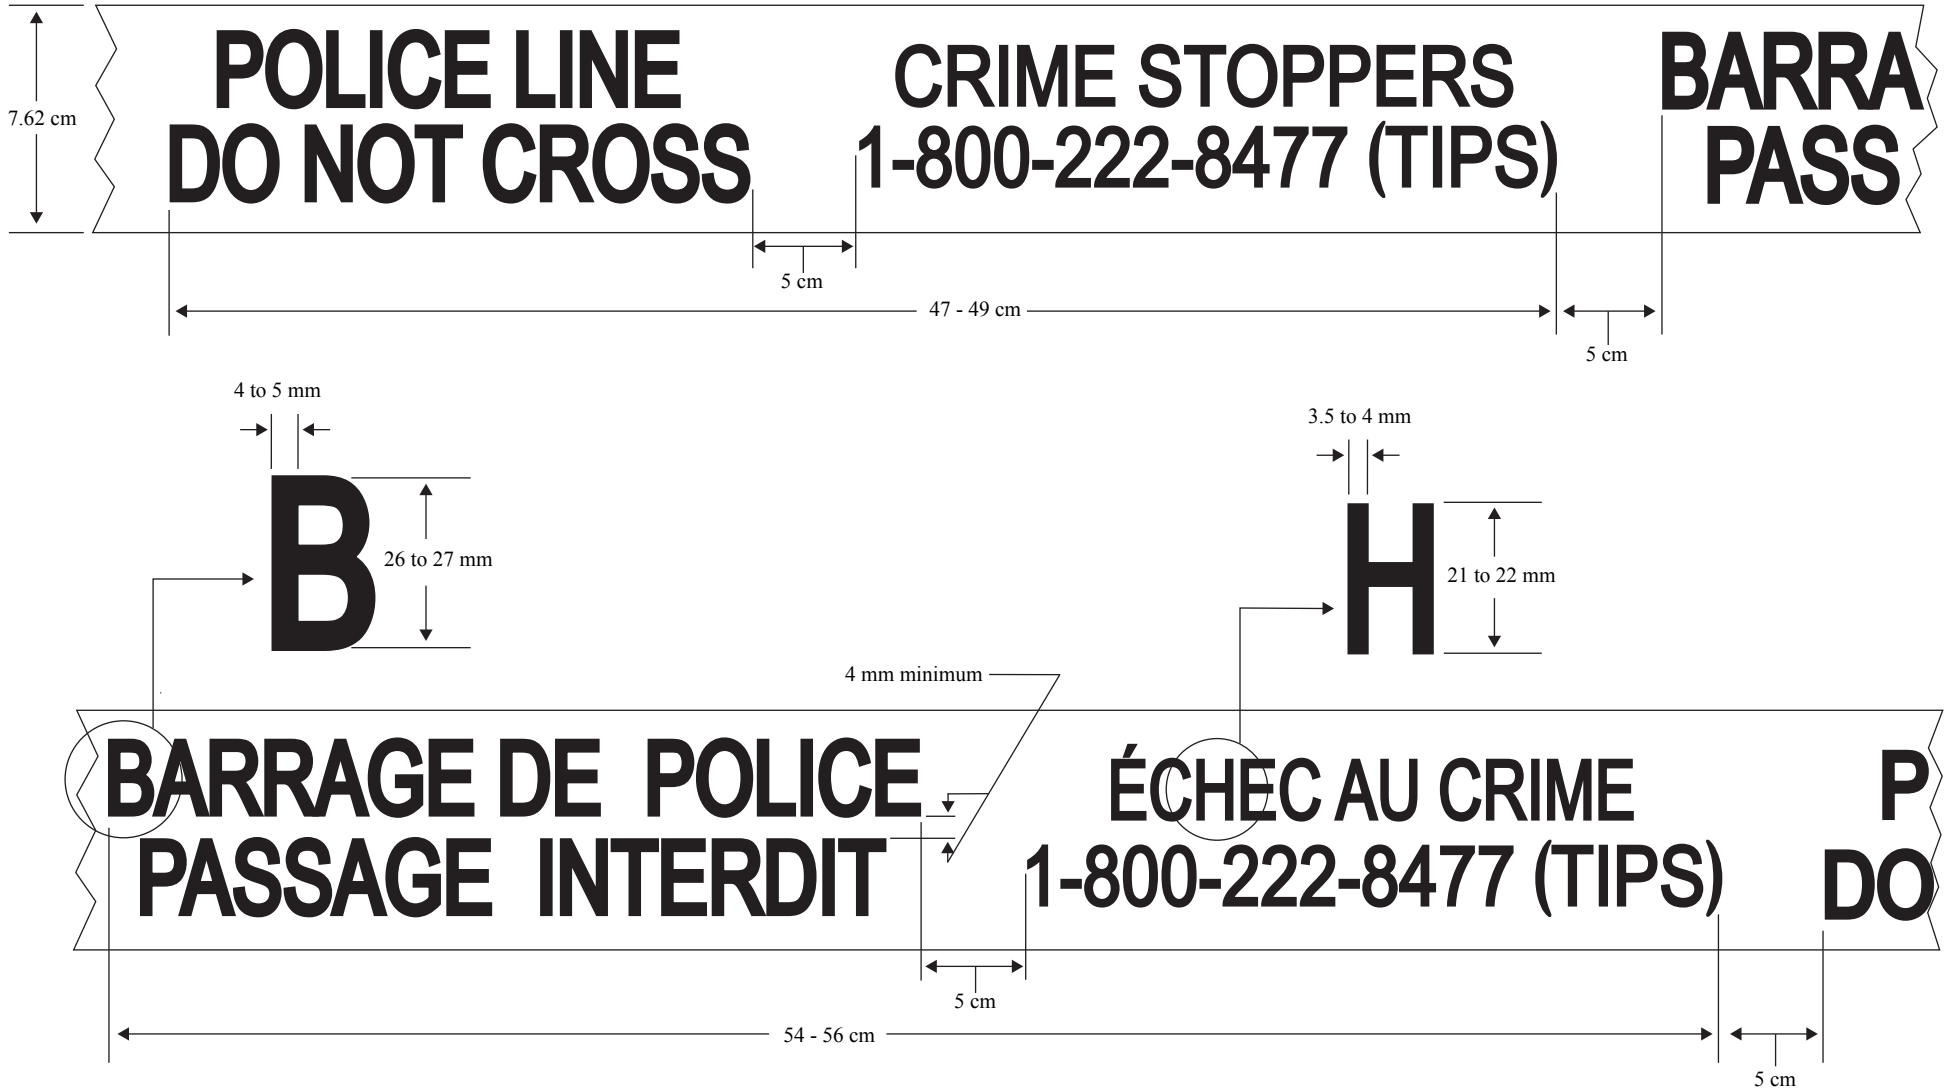 POLICE LINE
DO NOT CROSS
CRIME STOPPERS
1-800-222-8477 (TIPS)
BARRA
PASS
7.62 cm
5 cm
47 - 49 cm
5 cm
4 to 5 mm
B
26 to 27 mm
3.5 to 4 mm
H
21 to 22 mm
4 mm minimum
BARRAGE DE POLICE
PASSAGE INTERDIT
ÉCHEC AU CRIME
1-800-222-8477 (TIPS)
P
DO
5 cm
54 - 56 cm
5 cm